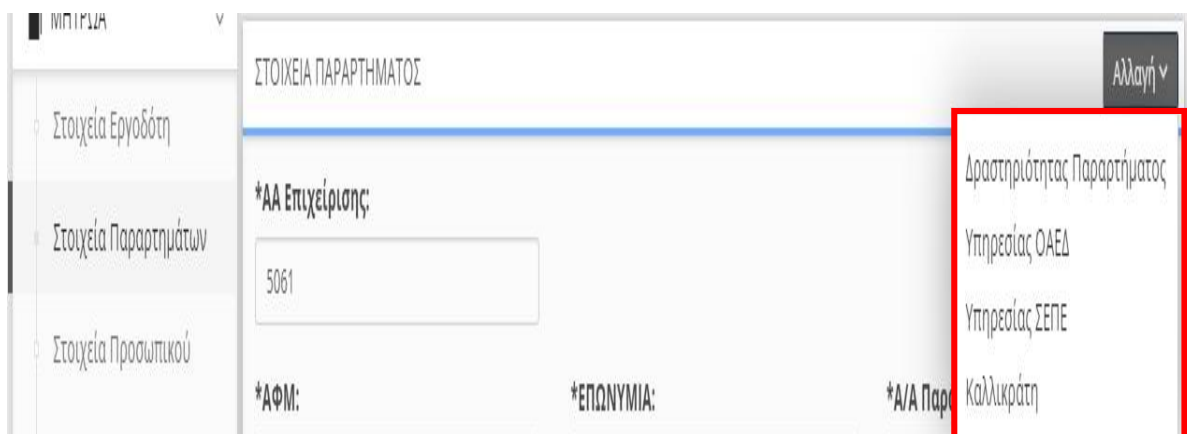 ΜΗΤΡΩΑ
Στοιχεία Εργοδότη
Στοιχεία Παραρτημάτων
Στοιχεία Προσωπικού
ΣΤΟΙΧΕΙΑ ΠΑΡΑΡΤΗΜΑΤΟΣ
Αλλαγή
Δραστηριότητας Παραρτήματος
Υπηρεσίας ΟΑΕΔ
Υπηρεσίας ΣΕΠΕ
Καλλικράτη
*ΑΑ Επιχείρισης:
5061
*ΑΦΜ: *ΕΠΩΝΥΜΙΑ: *Α/Α